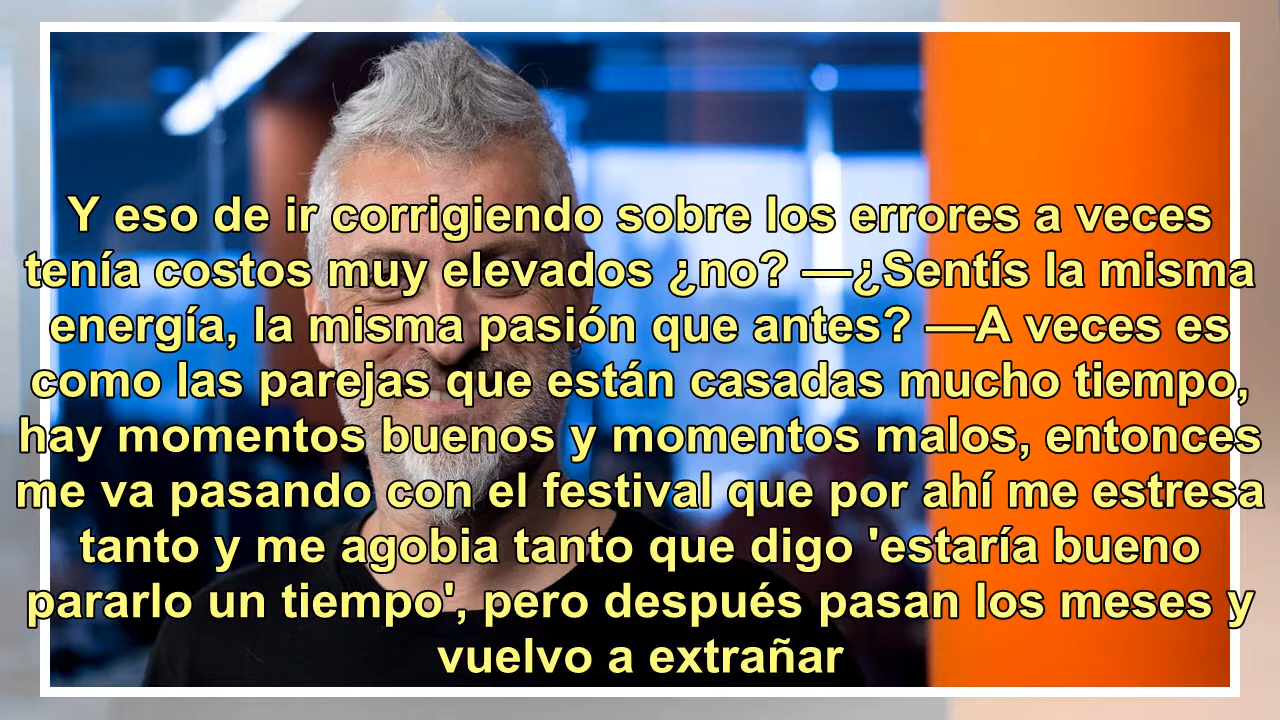 Y eso de ir corrigiendo sobre los errores a veces
tenía costos muy elevados ¿no? —¿Sentís la misma
energía, la misma pasión que antes? —A veces es
como las parejas que están casadas mucho tiempo,
hay momentos buenos y momentos malos, entonces
me va pasando con el festival que por ahí me estresa
tanto y me agobia tanto que digo 'estaría bueno
pararlo un tiempo', pero después pasan los meses y
vuelvo a extrañar